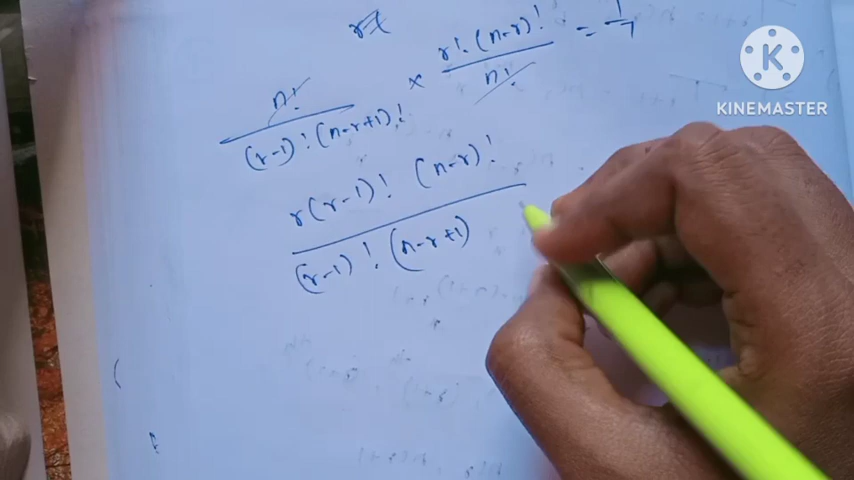 n! / (r-1)! (n-r+1)! × r! . (n-r)! / n! = 1/7
r(r-1)! (n-r)! / (r-1)! . (n-r+1)
K
KINEMASTER